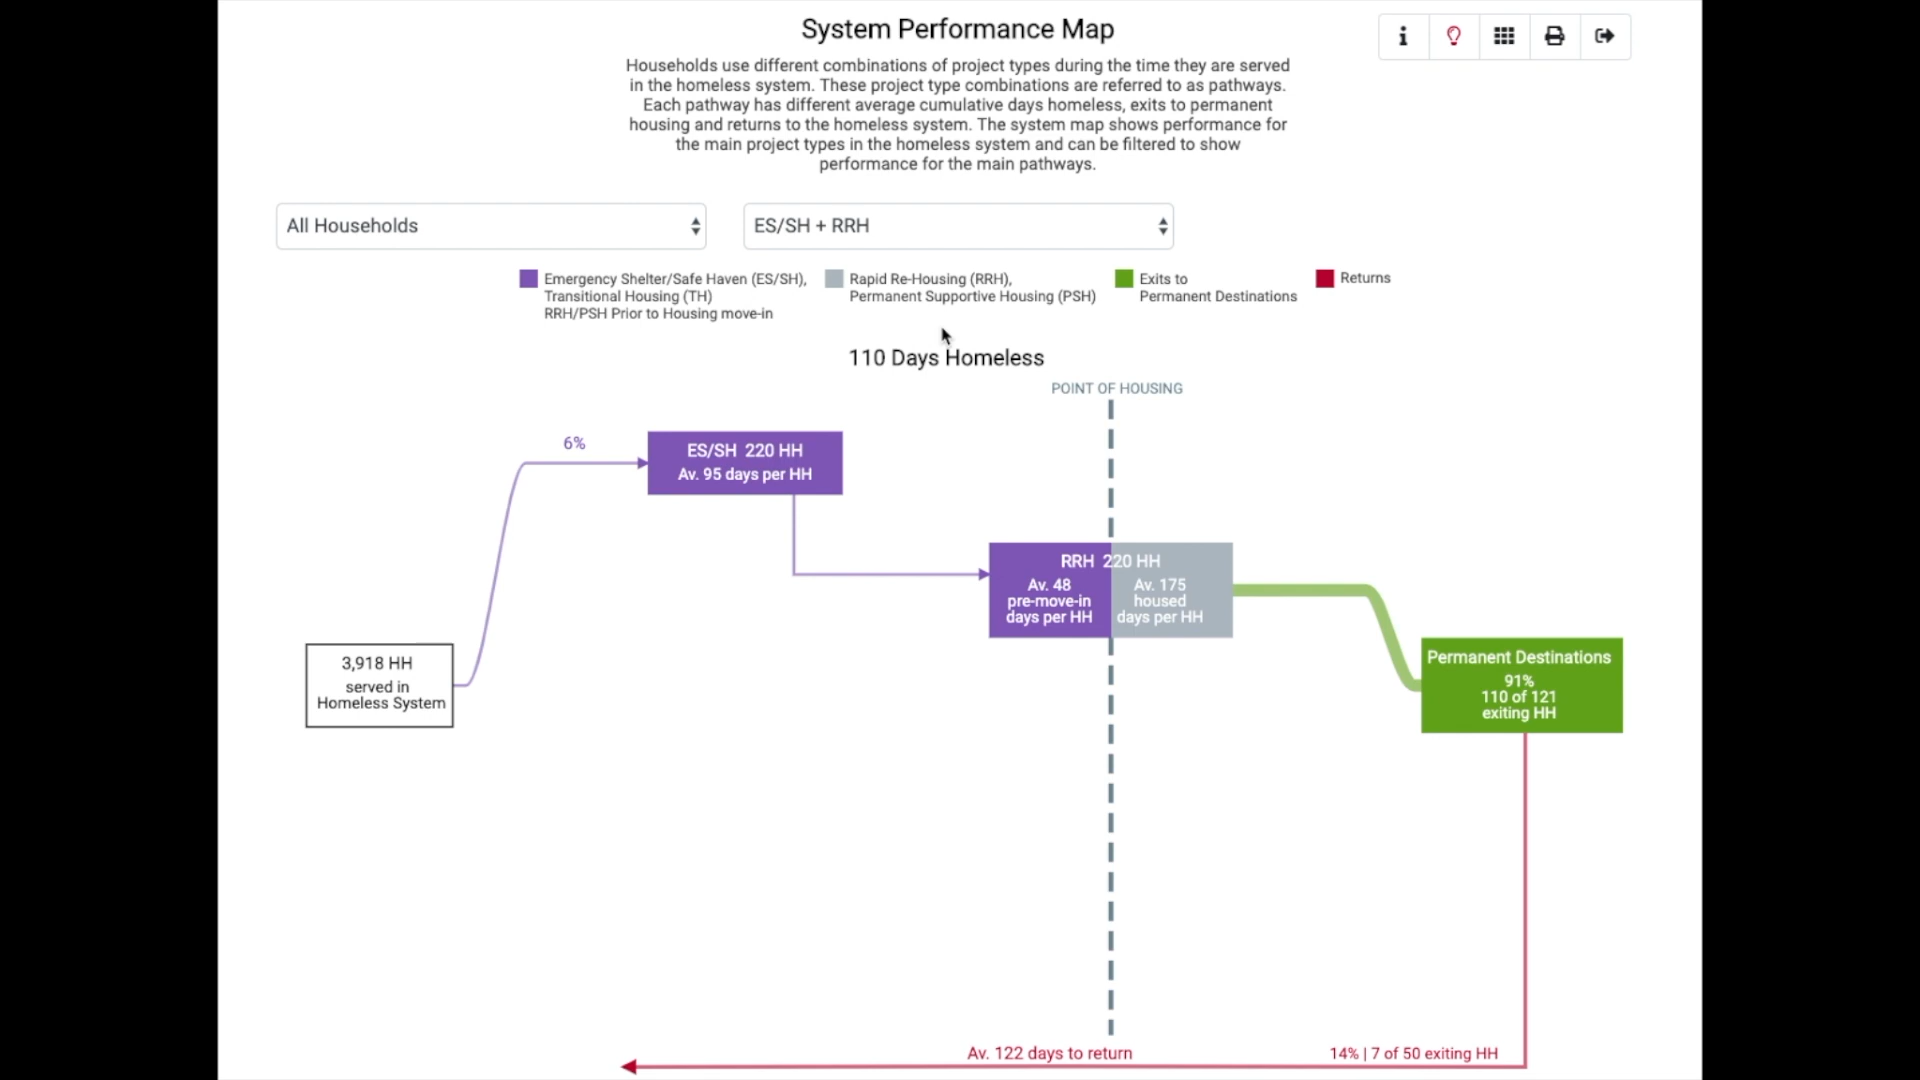 System Performance Map
Households use different combinations of project types during the time they are served
in the homeless system. These project type combinations are referred to as pathways.
Each pathway has different average cumulative days homeless, exits to permanent
housing and returns to the homeless system. The system map shows performance for
the main project types in the homeless system and can be filtered to show
performance for the main pathways.
All Households
ES/SH + RRH
Emergency Shelter/Safe Haven (ES/SH),
Transitional Housing (TH)
RRH/PSH Prior to Housing move-in
Rapid Re-Housing (RRH),
Permanent Supportive Housing (PSH)
Exits to
Permanent Destinations
Returns
110 Days Homeless
POINT OF HOUSING
6%
ES/SH 220 HH
Av. 95 days per HH
RRH 220 HH
Av. 48
pre-move-in
days per HH
Av. 175
housed
days per HH
3,918 HH
served in
Homeless System
Permanent Destinations
91%
110 of 121
exiting HH
Av. 122 days to return
14% | 7 of 50 exiting HH